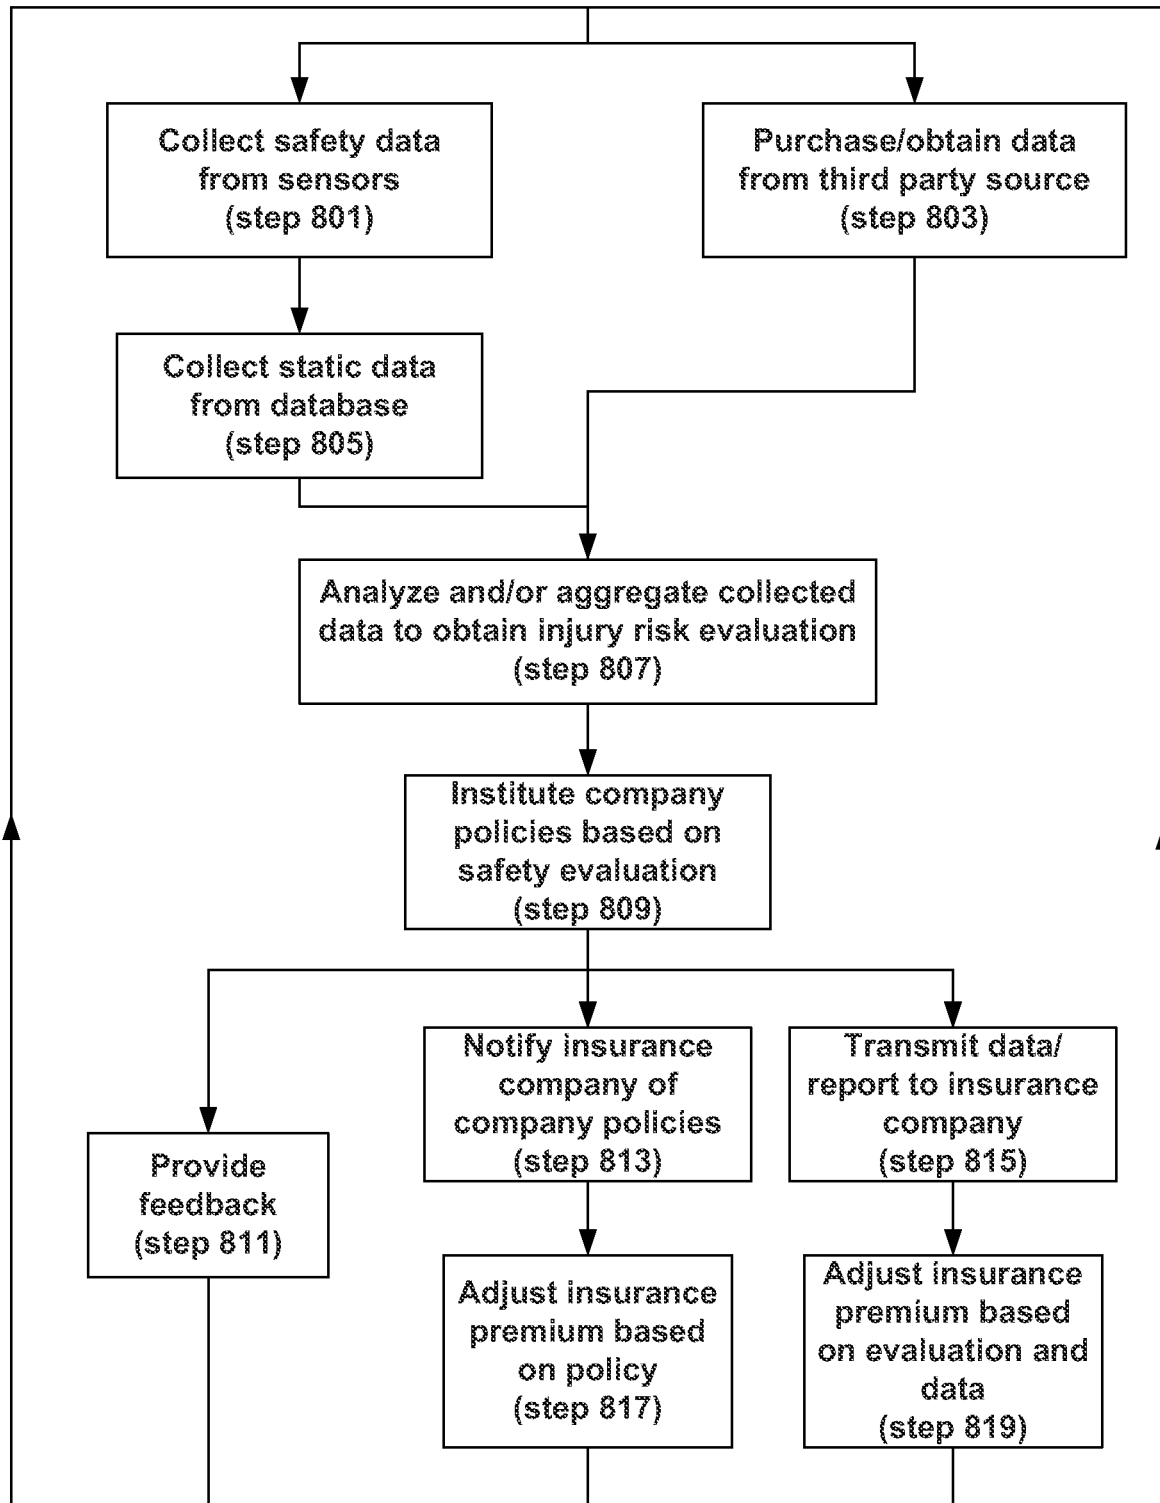 Collect safety data
from sensors
(step 801)
Purchase/obtain data
from third party source
(step 803)
Collect static data
from database
(step 805)
Analyze and/or aggregate collected
data to obtain injury risk evaluation
(step 807)
Institute company
policies based on
safety evaluation
(step 809)
Provide
feedback
(step 811)
Notify insurance
company of
company policies
(step 813)
Transmit data/
report to insurance
company
(step 815)
Adjust insurance
premium based
on policy
(step 817)
Adjust insurance
premium based
on evaluation and
data
(step 819)